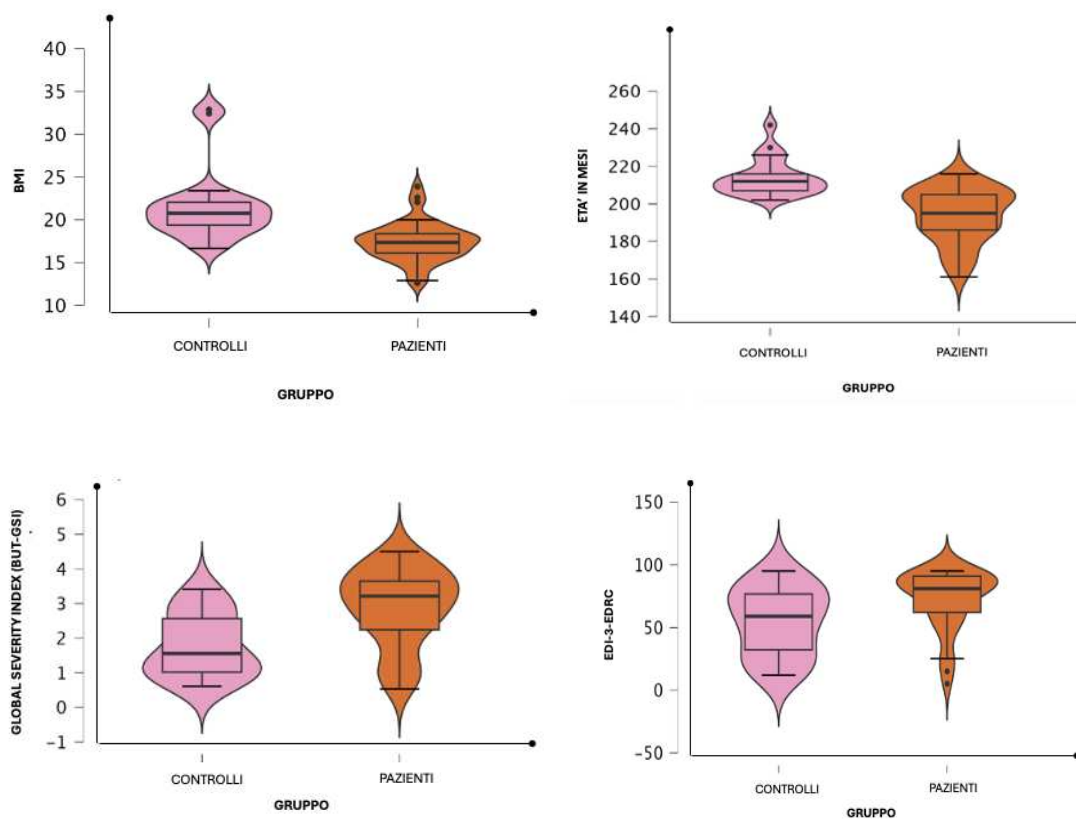 40
35
30
25
20
15
10
BMI
CONTROLLI
PAZIENTI
GRUPPO
260
240
220
200
180
160
140
ETA' IN MESI
CONTROLLI
PAZIENTI
GRUPPO
6
5
4
3
2
1
0
−1
GLOBAL SEVERITY INDEX (BUT-GSI)
CONTROLLI
PAZIENTI
GRUPPO
150
100
50
0
−50
EDI-3-EDRC
CONTROLLI
PAZIENTI
GRUPPO